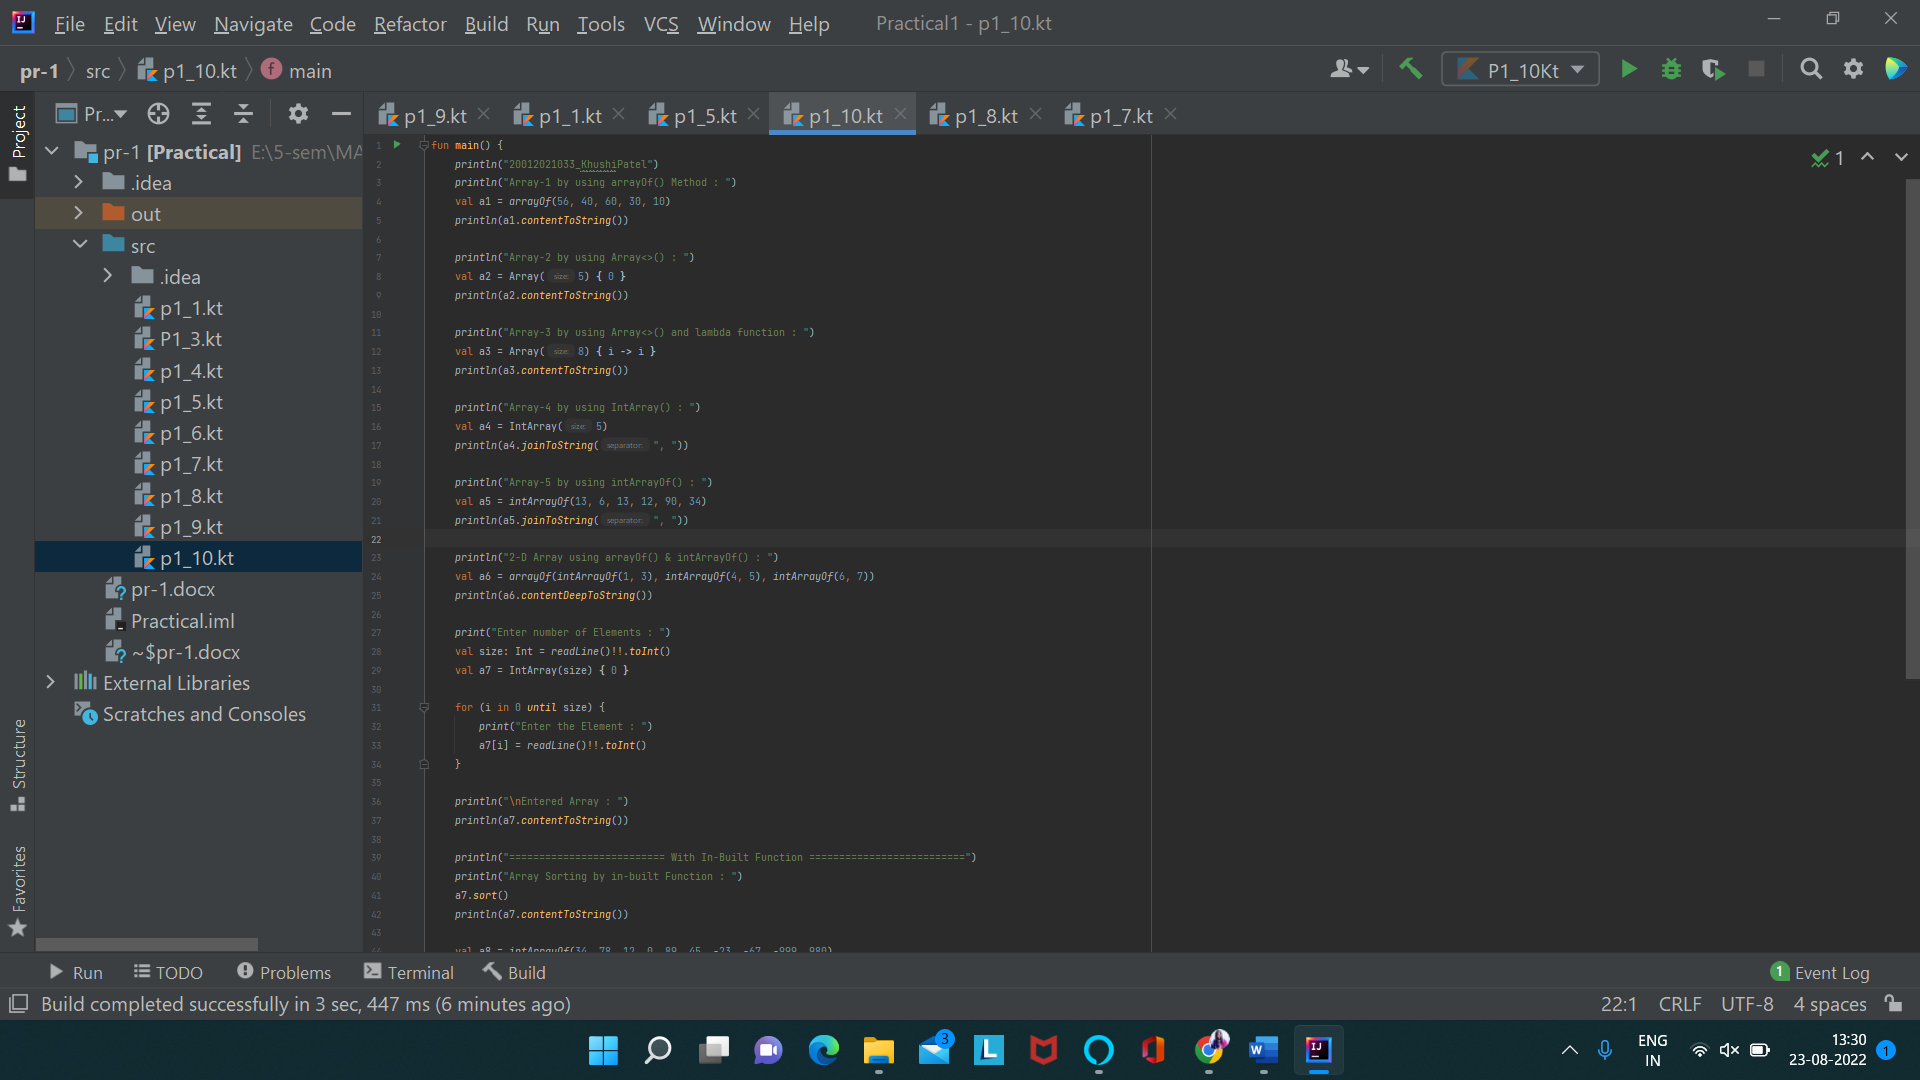 File Edit View Navigate Code Refactor Build Run Tools VCS Window Help Practical1 - p1_10.kt
pr-1 src p1_10.kt main P1_10Kt
Project
Pr...
p1_9.kt p1_1.kt p1_5.kt p1_10.kt p1_8.kt p1_7.kt
pr-1 [Practical] E:\5-sem\MA
.idea
out
src
.idea
p1_1.kt
P1_3.kt
p1_4.kt
p1_5.kt
p1_6.kt
p1_7.kt
p1_8.kt
p1_9.kt
p1_10.kt
pr-1.docx
Practical.iml
~$pr-1.docx
External Libraries
Scratches and Consoles
Structure
Favorites
1
1 fun main() {
2 println("20012021033_KhushiPatel")
3 println("Array-1 by using arrayOf() Method : ")
4 val a1 = arrayOf(56, 40, 60, 30, 10)
5 println(a1.contentToString())
6
7 println("Array-2 by using Array<>() : ")
8 val a2 = Array( size: 5) { 0 }
9 println(a2.contentToString())
10
11 println("Array-3 by using Array<>() and lambda function : ")
12 val a3 = Array( size: 8) { i -> i }
13 println(a3.contentToString())
14
15 println("Array-4 by using IntArray() : ")
16 val a4 = IntArray( size: 5)
17 println(a4.joinToString( separator: ", "))
18
19 println("Array-5 by using intArrayOf() : ")
20 val a5 = intArrayOf(13, 6, 13, 12, 90, 34)
21 println(a5.joinToString( separator: ", "))
22
23 println("2-D Array using arrayOf() & intArrayOf() : ")
24 val a6 = arrayOf(intArrayOf(1, 3), intArrayOf(4, 5), intArrayOf(6, 7))
25 println(a6.contentDeepToString())
26
27 print("Enter number of Elements : ")
28 val size: Int = readLine()!!.toInt()
29 val a7 = IntArray(size) { 0 }
30
31 for (i in 0 until size) {
32 print("Enter the Element : ")
33 a7[i] = readLine()!!.toInt()
34 }
35
36 println("\nEntered Array : ")
37 println(a7.contentToString())
38
39 println("========================== With In-Built Function ==========================")
40 println("Array Sorting by in-built Function : ")
41 a7.sort()
42 println(a7.contentToString())
43
44 val a8 = intArrayOf(34, 78, 12, 0, 89, 45, -23, -67, -999, 980)
Run TODO Problems Terminal Build 1 Event Log
Build completed successfully in 3 sec, 447 ms (6 minutes ago) 22:1 CRLF UTF-8 4 spaces
3
ENG
IN
13:30
23-08-2022
1